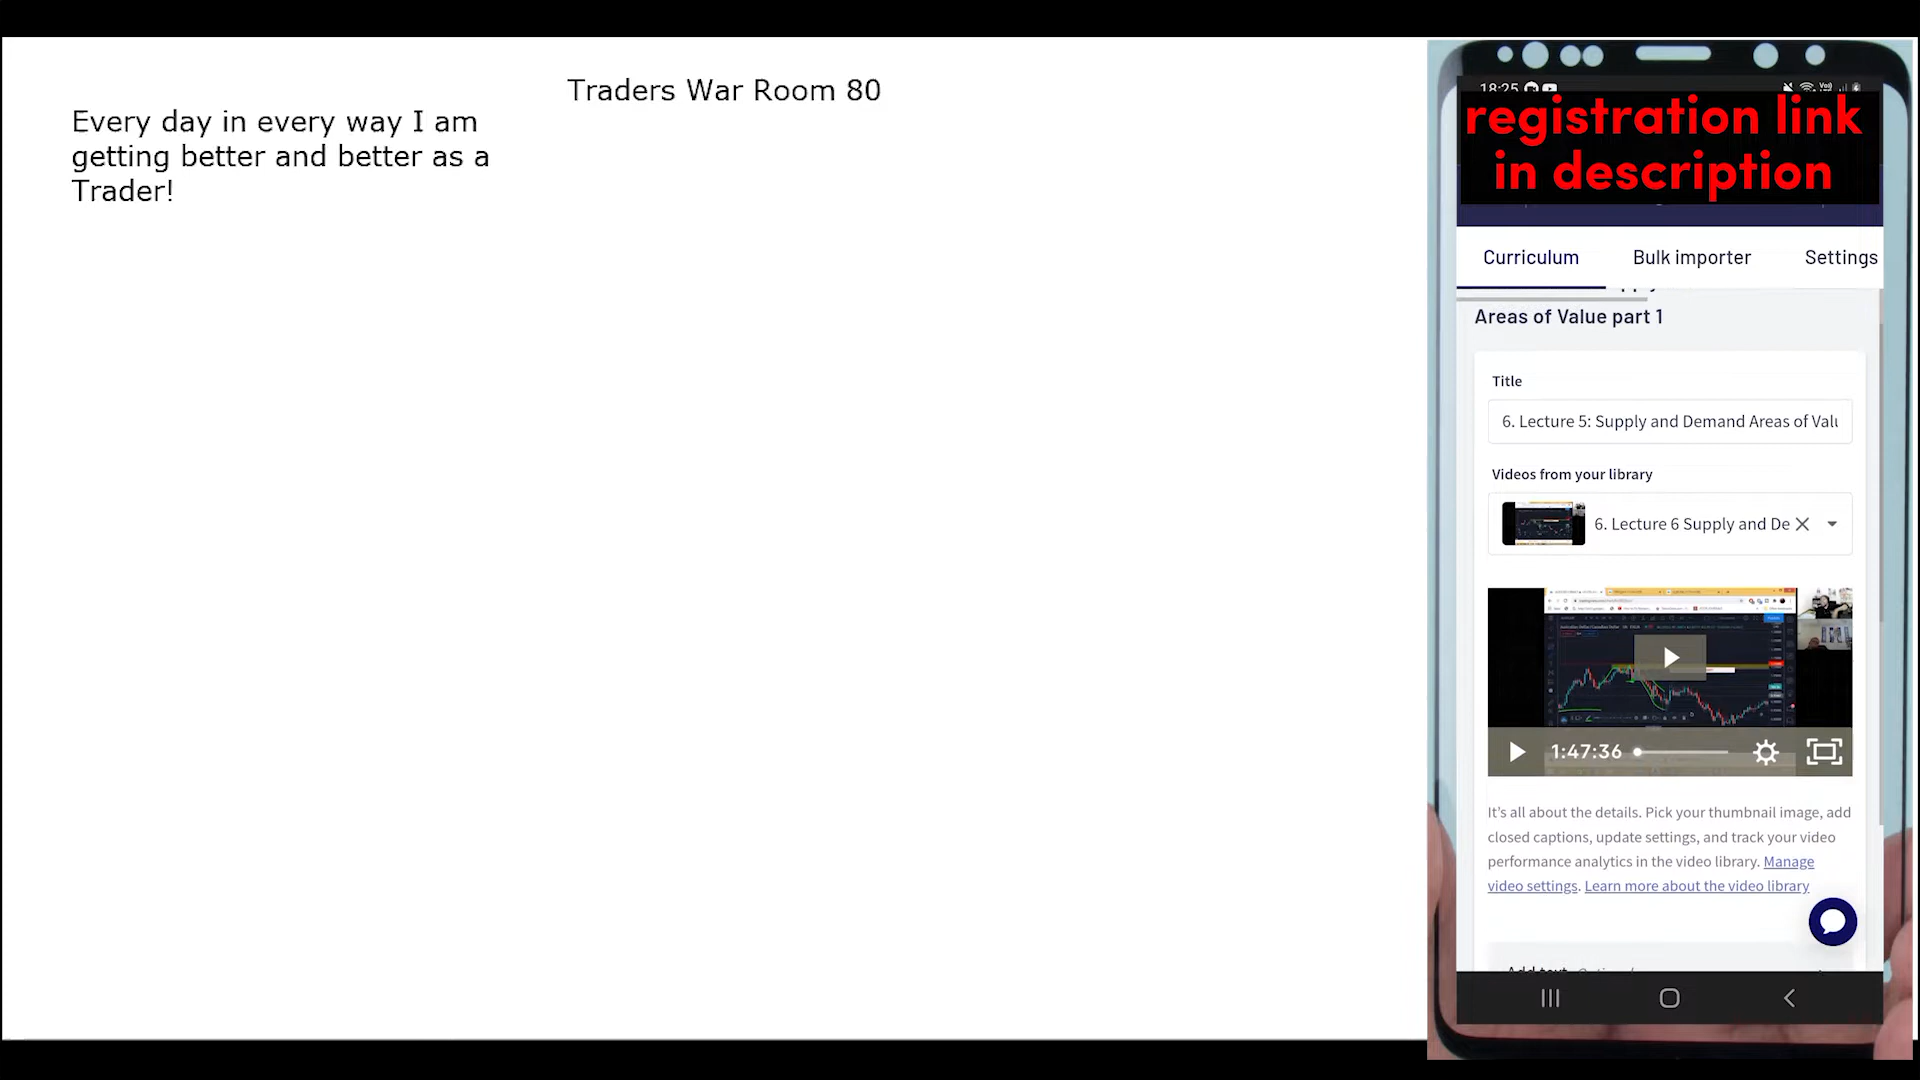 Traders War Room 80
Every day in every way I am
getting better and better as a
Trader!
18:25
registration link
in description
Curriculum
Bulk importer
Settings
Areas of Value part 1
Title
6. Lecture 5: Supply and Demand Areas of Valu
Videos from your library
6. Lecture 6 Supply and De
1:47:36
It's all about the details. Pick your thumbnail image, add
closed captions, update settings, and track your video
performance analytics in the video library. Manage
video settings. Learn more about the video library
Add text